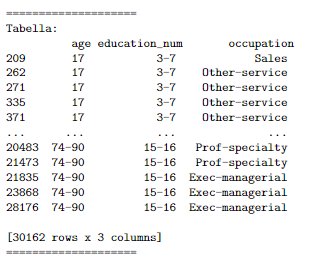 ====================
Tabella:
age education_num occupation
209 17 3-7 Sales
262 17 3-7 Other-service
271 17 3-7 Other-service
335 17 3-7 Other-service
371 17 3-7 Other-service
... ... ... ...
20483 74-90 15-16 Prof-specialty
21473 74-90 15-16 Prof-specialty
21835 74-90 15-16 Exec-managerial
23868 74-90 15-16 Exec-managerial
28176 74-90 15-16 Exec-managerial
[30162 rows x 3 columns]
====================